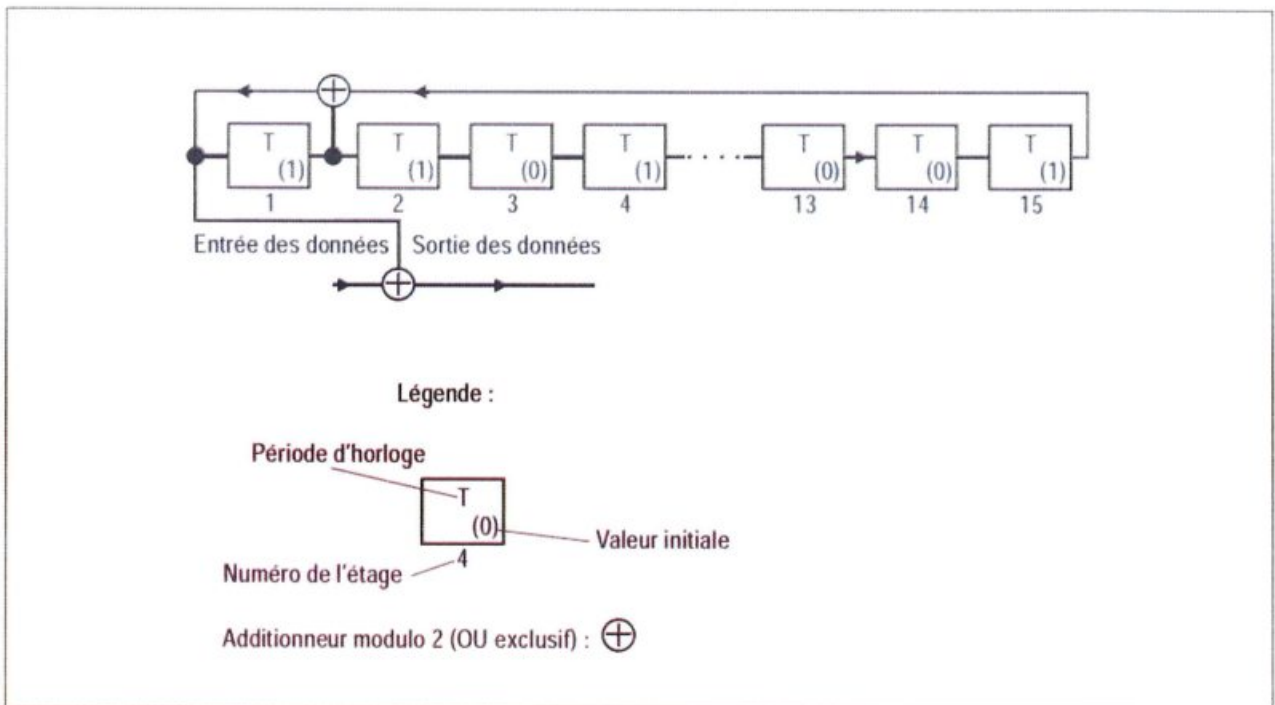 T T T T T T T
(1) (1) (0) (1) (0) (0) (1)
1 2 3 4 13 14 15
Entrée des données Sortie des données
Légende :
Période d'horloge
T
(0)
Valeur initiale
4
Numéro de l'étage
Additionneur modulo 2 (OU exclusif) :